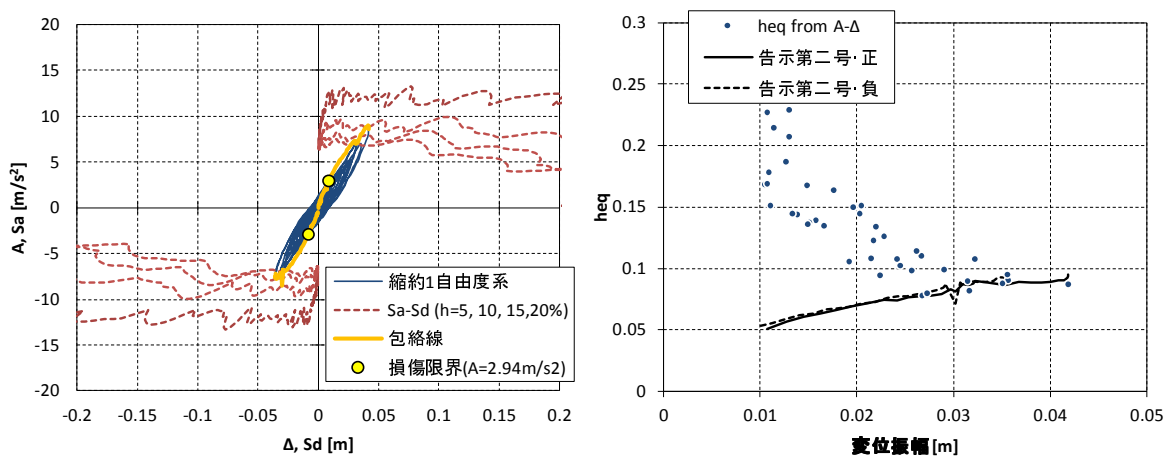 20
15
10
5
0
-5
-10
-15
-20
A, Sa [m/s²]
縮約1自由度系
Sa-Sd (h=5, 10, 15,20%)
包絡線
損傷限界(A=2.94m/s2)
-0.2 -0.15 -0.1 -0.05 0 0.05 0.1 0.15 0.2
Δ, Sd [m]
0.3
0.25
0.2
0.15
0.1
0.05
0
heq
heq from A-Δ
告示第二号・正
告示第二号・負
0 0.01 0.02 0.03 0.04 0.05
変位振幅[m]